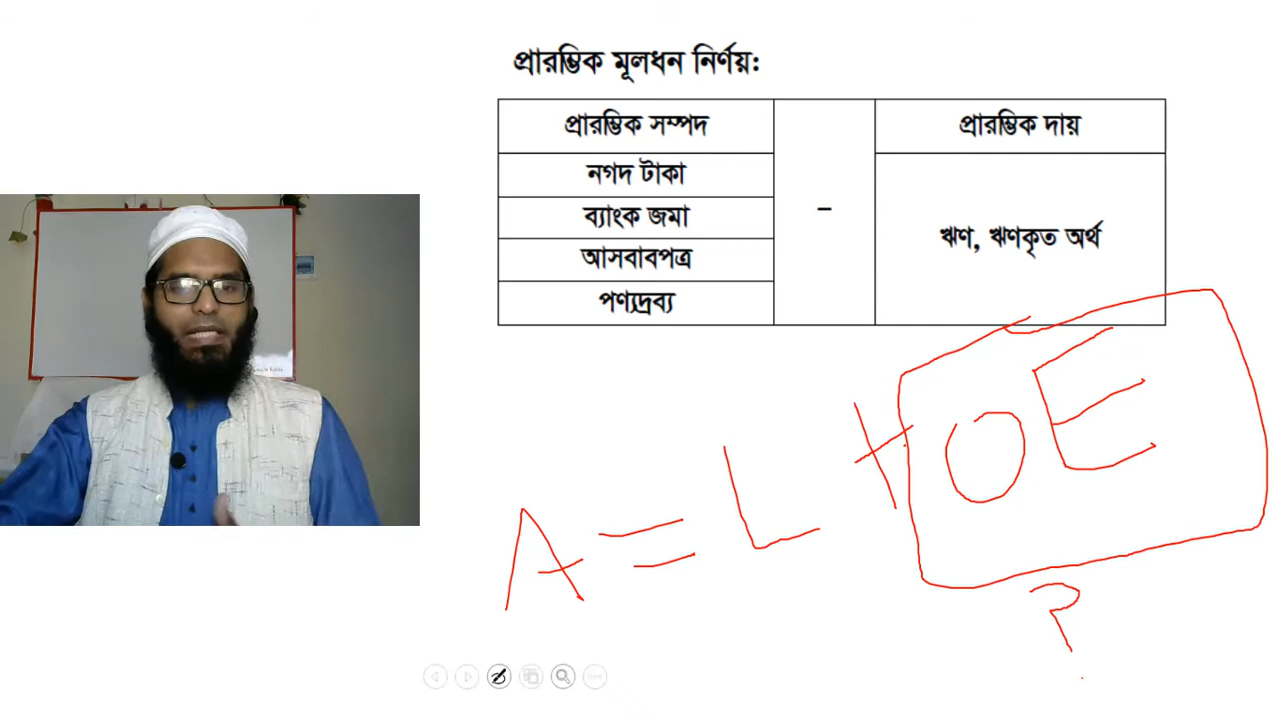 প্রারম্ভিক মূলধন নির্ণয়:
প্রারম্ভিক সম্পদ
–
প্রারম্ভিক দায়
নগদ টাকা
ব্যাংক জমা
আসবাবপত্র
পণ্যদ্রব্য
ঋণ, ঋণকৃত অর্থ
A = L + OE
?